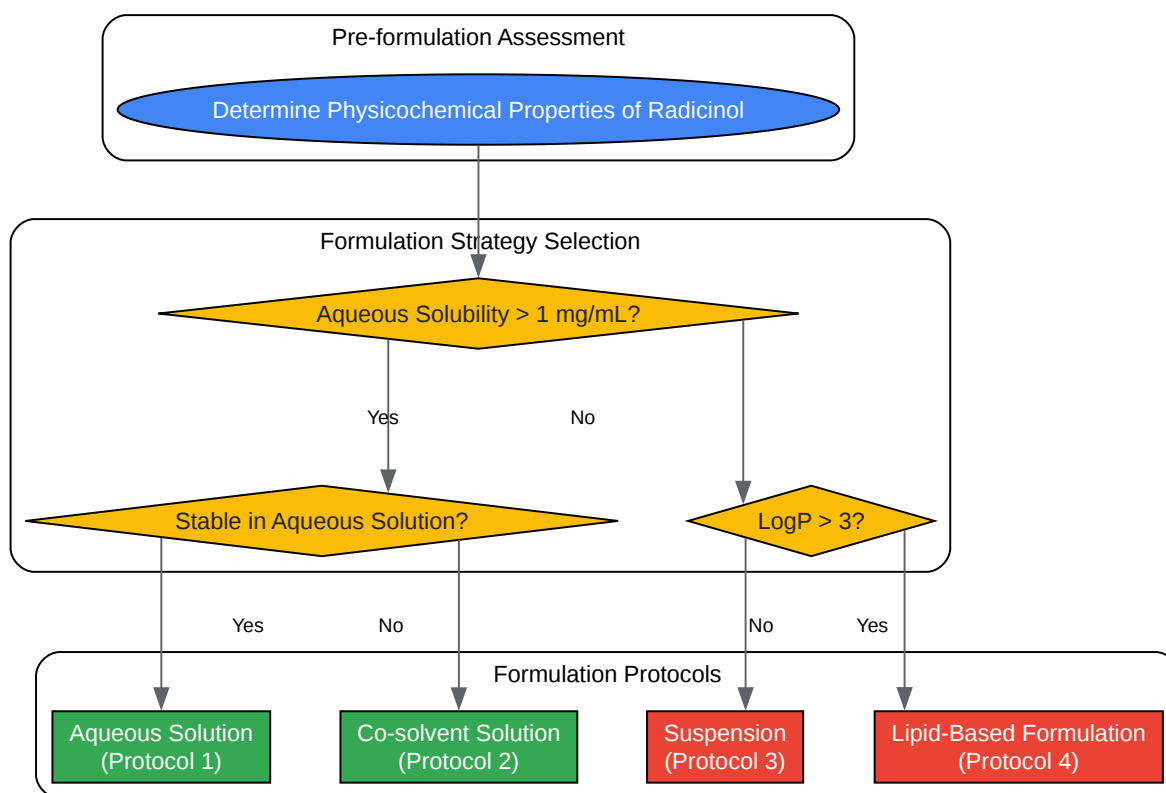 Pre-formulation Assessment
Determine Physicochemical Properties of Radicinol
Formulation Strategy Selection
Aqueous Solubility > 1 mg/mL?
Yes
No
Stable in Aqueous Solution?
LogP > 3?
Yes
No
No
Yes
Formulation Protocols
Aqueous Solution
(Protocol 1)
Co-solvent Solution
(Protocol 2)
Suspension
(Protocol 3)
Lipid-Based Formulation
(Protocol 4)